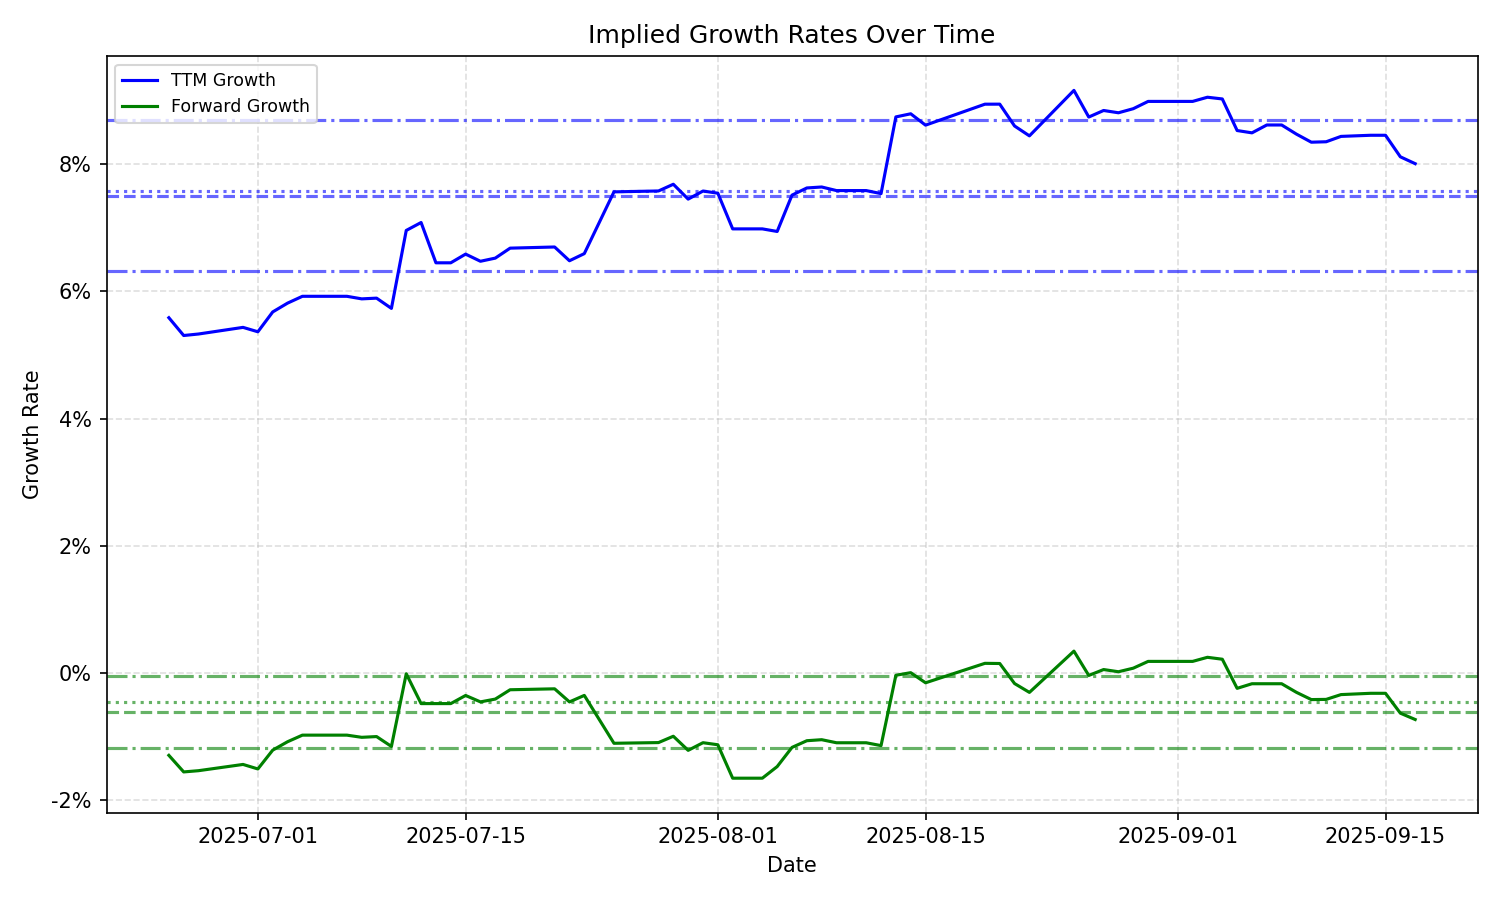 Implied Growth Rates Over Time
TTM Growth
Forward Growth
Growth Rate
8%
6%
4%
2%
0%
-2%
2025-07-01
2025-07-15
2025-08-01
2025-08-15
2025-09-01
2025-09-15
Date